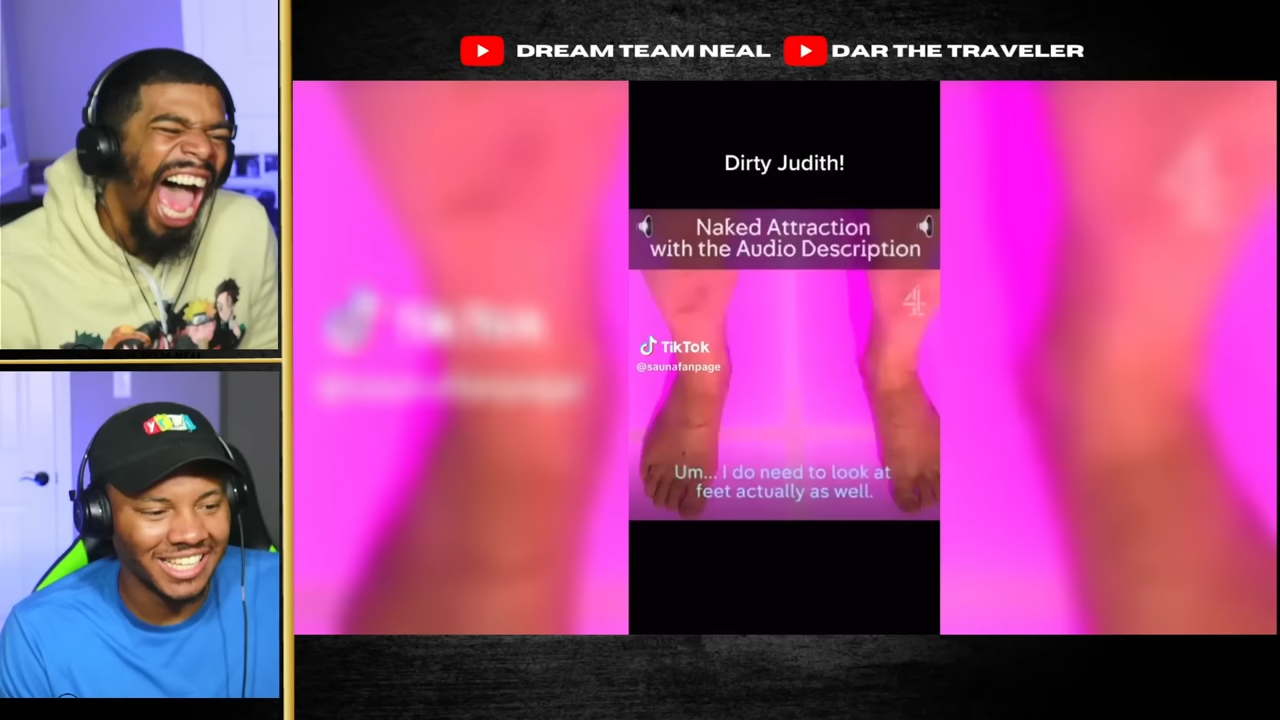 DREAM TEAM NEAL
DAR THE TRAVELER
Dirty Judith!
Naked Attraction
with the Audio Description
4
TikTok
@saunafanpage
Um... I do need to look at
feet actually as well.